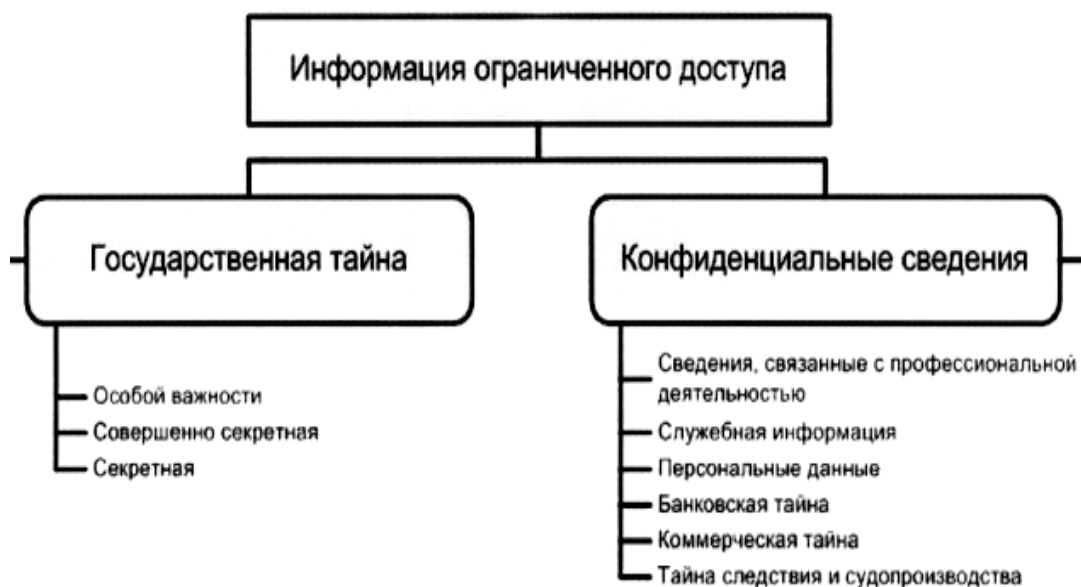 Информация ограниченного доступа
Государственная тайна
Особой важности
Совершенно секретная
Секретная
Конфиденциальные сведения
Сведения, связанные с профессиональной
деятельностью
Служебная информация
Персональные данные
Банковская тайна
Коммерческая тайна
Тайна следствия и судопроизводства